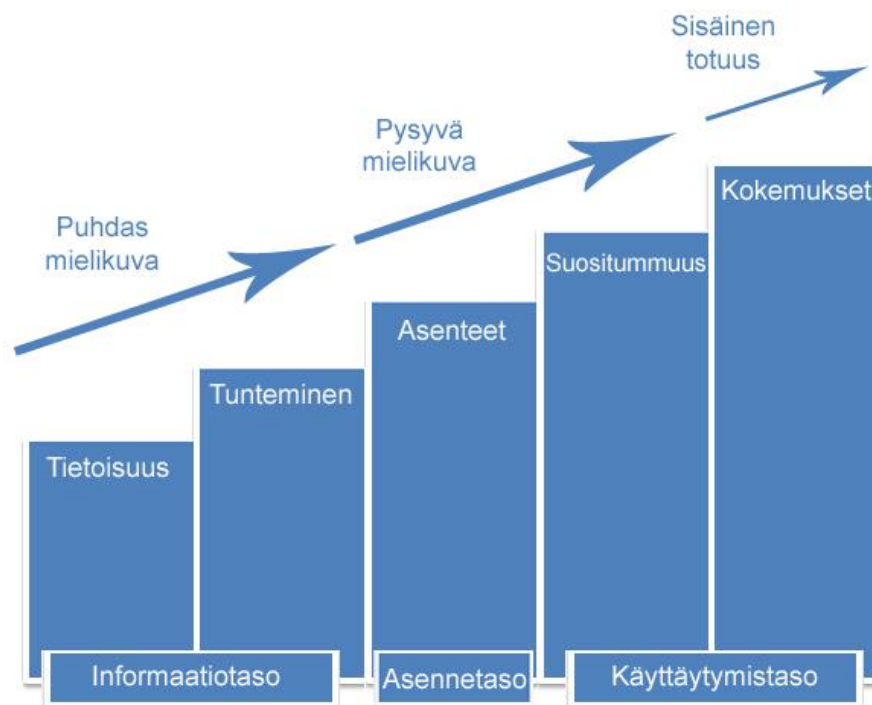 Sisäinen
totuus
Pysyvä
mielikuva
Puhdas
mielikuva
Kokemukset
Suositummuus
Asenteet
Tunteminen
Tietoisuus
Informaatiotaso
Asennetaso
Käyttäytymistaso